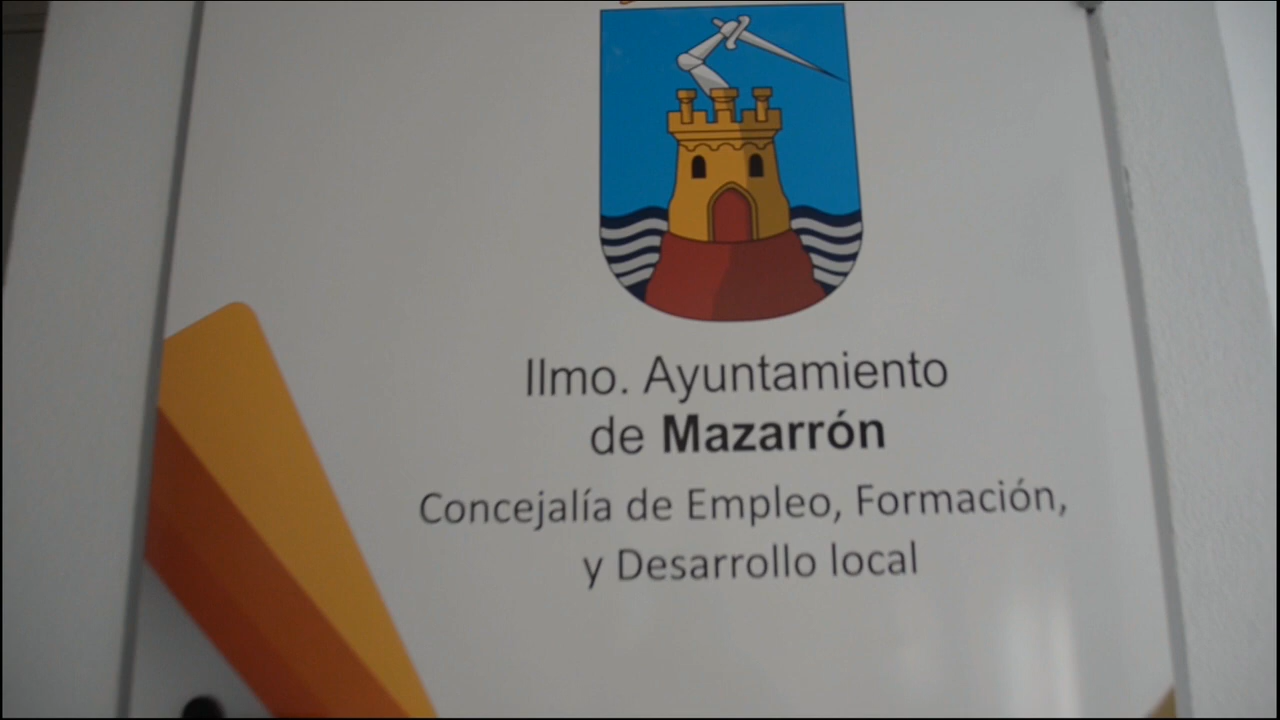 Ilmo. Ayuntamiento
de Mazarrón
Concejalía de Empleo, Formación,
y Desarrollo local